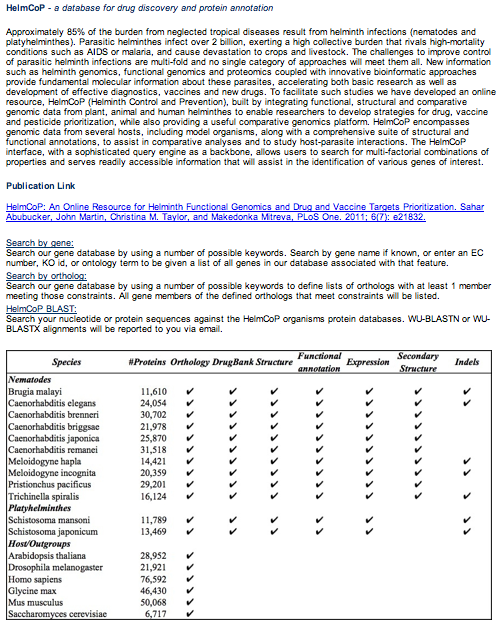 HelmCoP - a database for drug discovery and protein annotation
Approximately 85% of the burden from neglected tropical diseases result from helminth infections (nematodes and
platyhelminthes). Parasitic helminthes infect over 2 billion, exerting a high collective burden that rivals high-mortality
conditions such as AIDS or malaria, and cause devastation to crops and livestock. The challenges to improve control
of parasitic helminth infections are multi-fold and no single category of approaches will meet them all. New information
such as helminth genomics, functional genomics and proteomics coupled with innovative bioinformatic approaches
provide fundamental molecular information about these parasites, accelerating both basic research as well as
development of effective diagnostics, vaccines and new drugs. To facilitate such studies we have developed an online
resource, HelmCoP (Helminth Control and Prevention), built by integrating functional, structural and comparative
genomic data from plant, animal and human helminthes to enable researchers to develop strategies for drug, vaccine
and pesticide prioritization, while also providing a useful comparative genomics platform. HelmCoP encompasses
genomic data from several hosts, including model organisms, along with a comprehensive suite of structural and
functional annotations, to assist in comparative analyses and to study host-parasite interactions. The HelmCoP
interface, with a sophisticated query engine as a backbone, allows users to search for multi-factorial combinations of
properties and serves readily accessible information that will assist in the identification of various genes of interest.
Publication Link
HelmCoP: An Online Resource for Helminth Functional Genomics and Drug and Vaccine Targets Prioritization. Sahar
Abubucker, John Martin, Christina M. Taylor, and Makedonka Mitreva, PLoS One. 2011; 6(7): e21832.
Search by gene:
Search our gene database by using a number of possible keywords. Search by gene name if known, or enter an EC
number, KO id, or ontology term to be given a list of all genes in our database associated with that feature.
Search by ortholog:
Search our gene database by using a number of possible keywords to define lists of orthologs with at least 1 member
meeting those constraints. All gene members of the defined orthologs that meet constraints will be listed.
HelmCoP BLAST:
Search your nucleotide or protein sequences against the HelmCoP organisms protein databases. WU-BLASTN or WU-
BLASTX alignments will be reported to you via email.
Species #Proteins Orthology DrugBank Structure Functional annotation Expression Secondary Structure Indels
Nematodes
Brugia malayi 11,610 ✔ ✔ ✔ ✔ ✔ ✔ ✔
Caenorhabditis elegans 24,054 ✔ ✔ ✔ ✔ ✔ ✔ ✔
Caenorhabditis brenneri 30,702 ✔ ✔ ✔ ✔ ✔ ✔
Caenorhabditis briggsae 21,978 ✔ ✔ ✔ ✔ ✔ ✔
Caenorhabditis japonica 25,870 ✔ ✔ ✔ ✔ ✔ ✔
Caenorhabditis remanei 31,518 ✔ ✔ ✔ ✔ ✔ ✔
Meloidogyne hapla 14,421 ✔ ✔ ✔ ✔ ✔ ✔ ✔
Meloidogyne incognita 20,359 ✔ ✔ ✔ ✔ ✔ ✔ ✔
Pristionchus pacificus 29,201 ✔ ✔ ✔ ✔ ✔ ✔
Trichinella spiralis 16,124 ✔ ✔ ✔ ✔ ✔ ✔ ✔
Platyhelminthes
Schistosoma mansoni 11,789 ✔ ✔ ✔ ✔ ✔ ✔
Schistosoma japonicum 13,469 ✔ ✔ ✔ ✔ ✔ ✔
Host/Outgroups
Arabidopsis thaliana 28,952 ✔
Drosophila melanogaster 21,921 ✔
Homo sapiens 76,592 ✔
Glycine max 46,430 ✔
Mus musculus 50,068 ✔
Saccharomyces cerevisiae 6,717 ✔